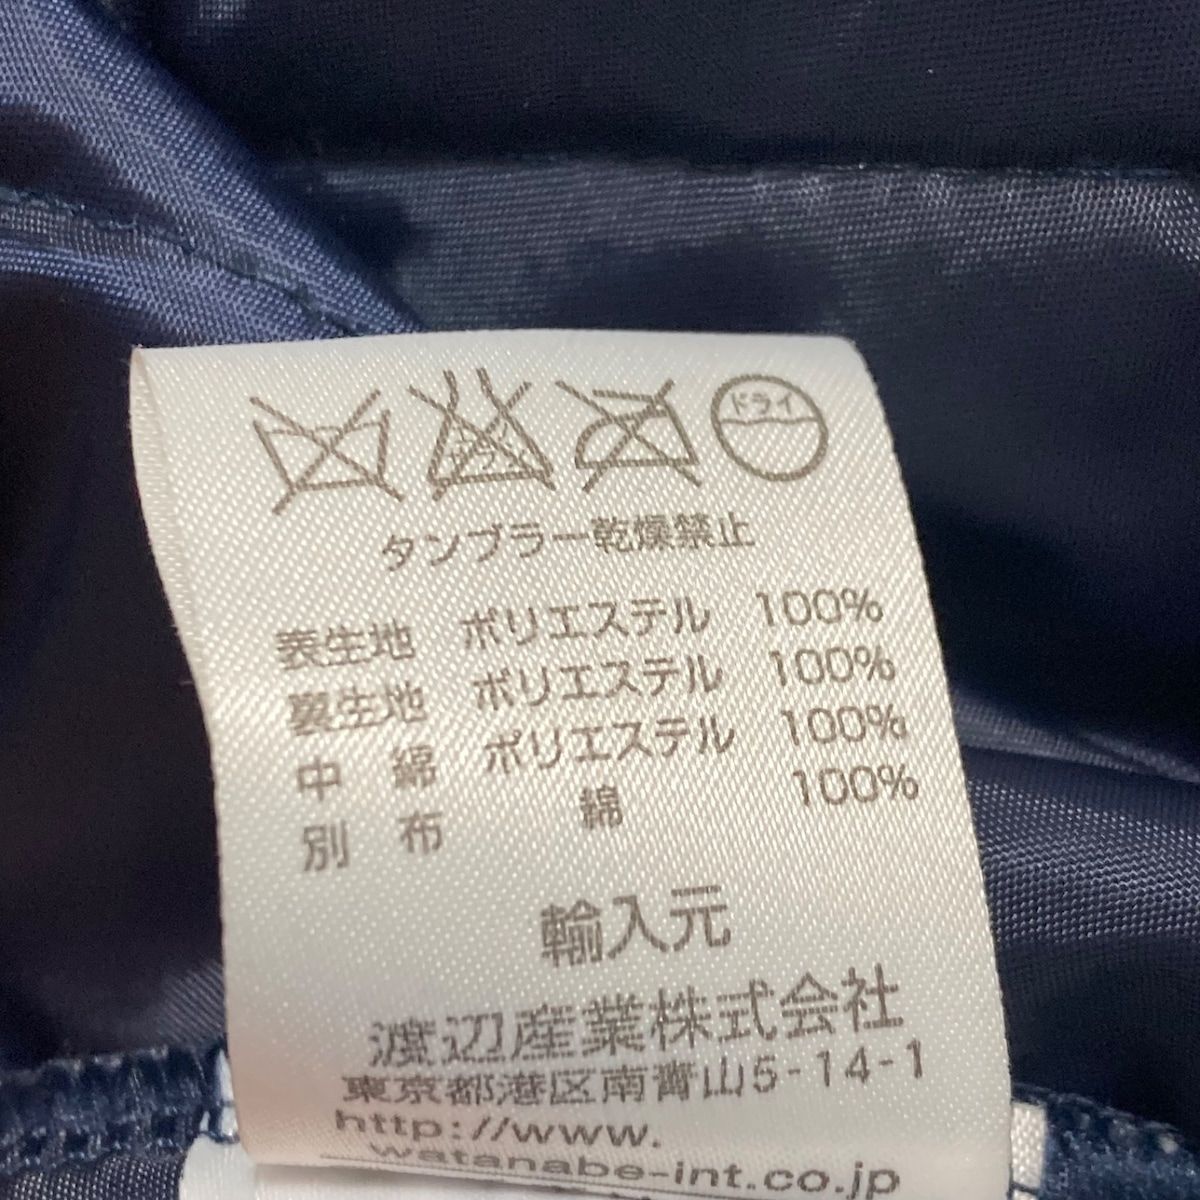 ドライ
タンブラー乾燥禁止
表生地 ポリエステル 100%
裏生地 ポリエステル 100%
中 綿 ポリエステル 100%
別 布 綿 100%
輸入元
渡辺産業株式会社
東京都港区南青山5-14-1
http://www.
watanabe-int.co.jp